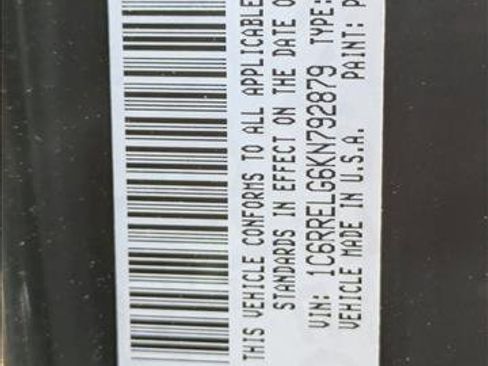 THIS VEHICLE CONFORMS TO ALL APPLICABLE
STANDARDS IN EFFECT ON THE DATE O
VIN: 1C6RRELG6KN792879 TYPE:
VEHICLE MADE IN U.S.A. PAINT: P